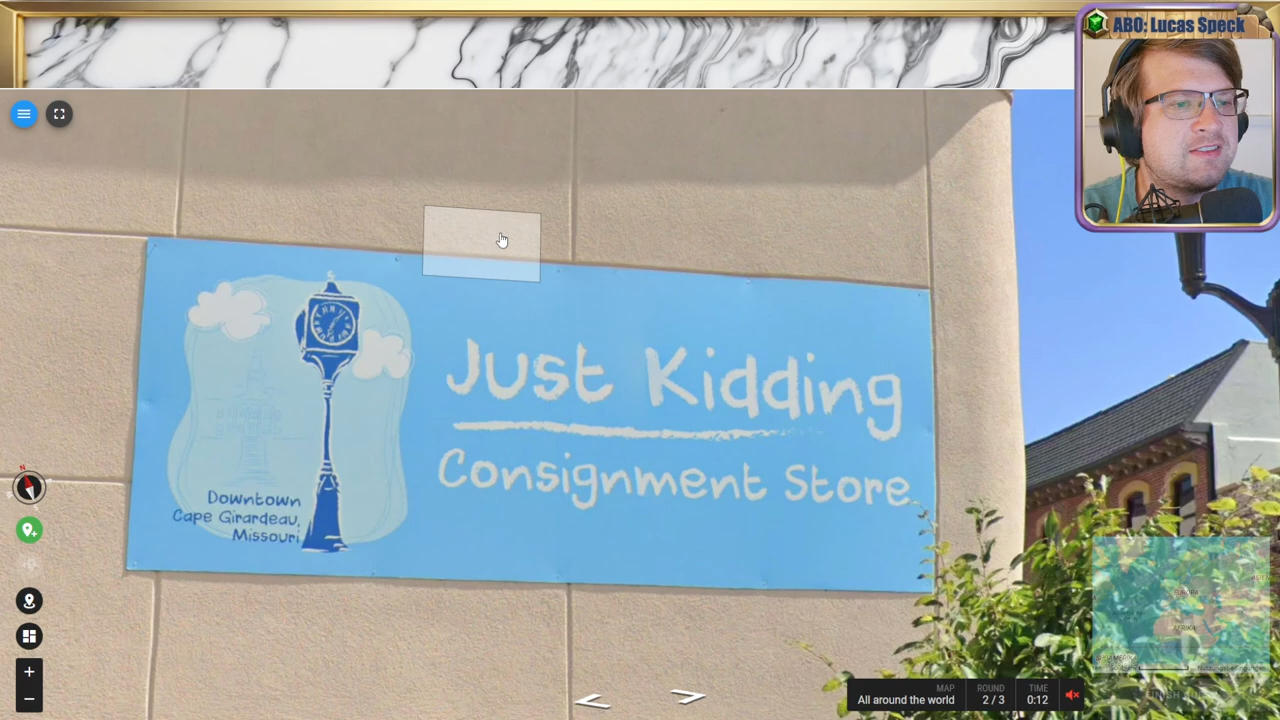 ABO: Lucas Speck
Just Kidding
Consignment Store
Downtown
Cape Girardeau,
Missouri
N
MAP
All around the world
ROUND
2 / 3
TIME
0:12